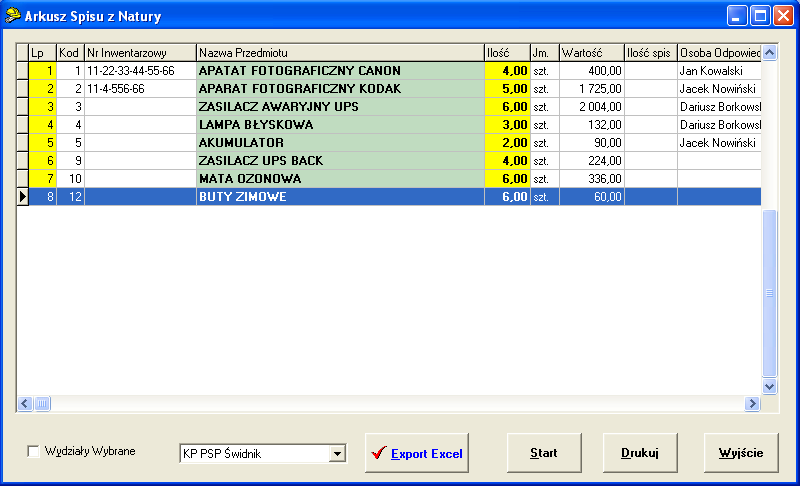 Arkusz Spisu z Natury
Lp Kod Nr Inwentarzowy Nazwa Przedmiotu Ilość Jm. Wartość Ilość spis Osoba Odpowied
1 1 11-22-33-44-55-66 APATAT FOTOGRAFICZNY CANON 4,00 szt. 400,00 Jan Kowalski
2 2 11-4-556-66 APARAT FOTOGRAFICZNY KODAK 5,00 szt. 1 725,00 Jacek Nowiński
3 3 ZASILACZ AWARYJNY UPS 6,00 szt. 2 004,00 Dariusz Borkowsk
4 4 LAMPA BŁYSKOWA 3,00 szt. 132,00 Dariusz Borkowsk
5 5 AKUMULATOR 2,00 szt. 90,00 Jacek Nowiński
6 9 ZASILACZ UPS BACK 4,00 szt. 224,00
7 10 MATA OZONOWA 6,00 szt. 336,00
8 12 BUTY ZIMOWE 6,00 szt. 60,00
Wydziały Wybrane KP PSP Świdnik Export Excel Start Drukuj Wyjście